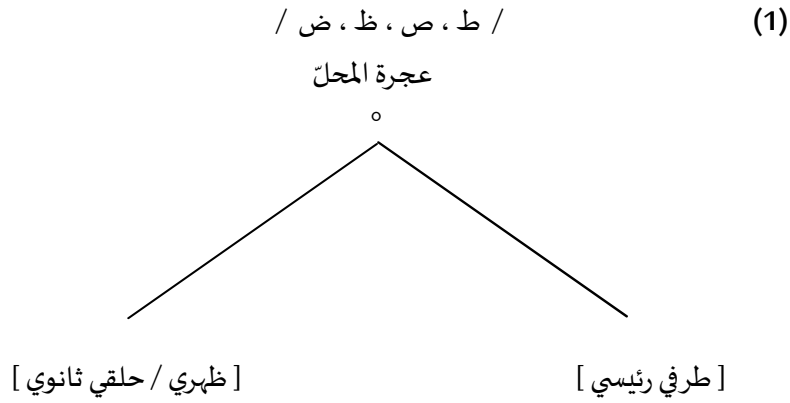 (1) / ط ، ص ، ظ ، ض /
عجرة المحلّ
[ طرفي رئيسي ] [ ظهري / حلقي ثانوي ]